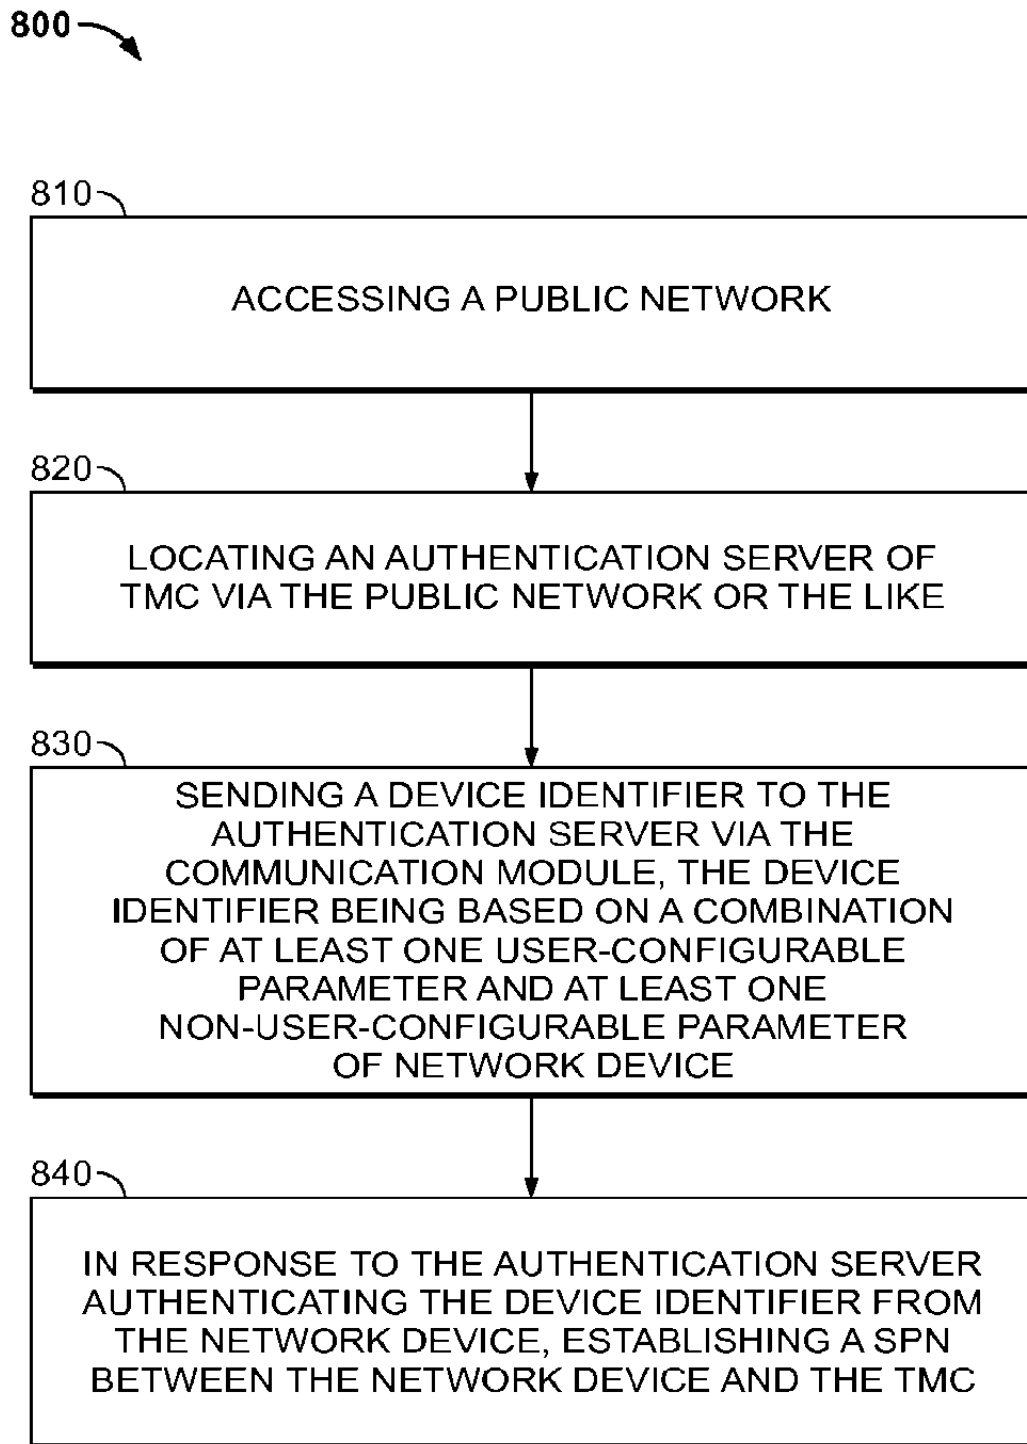 800
810
ACCESSING A PUBLIC NETWORK
820
LOCATING AN AUTHENTICATION SERVER OF
TMC VIA THE PUBLIC NETWORK OR THE LIKE
830
SENDING A DEVICE IDENTIFIER TO THE
AUTHENTICATION SERVER VIA THE
COMMUNICATION MODULE, THE DEVICE
IDENTIFIER BEING BASED ON A COMBINATION
OF AT LEAST ONE USER-CONFIGURABLE
PARAMETER AND AT LEAST ONE
NON-USER-CONFIGURABLE PARAMETER
OF NETWORK DEVICE
840
IN RESPONSE TO THE AUTHENTICATION SERVER
AUTHENTICATING THE DEVICE IDENTIFIER FROM
THE NETWORK DEVICE, ESTABLISHING A SPN
BETWEEN THE NETWORK DEVICE AND THE TMC